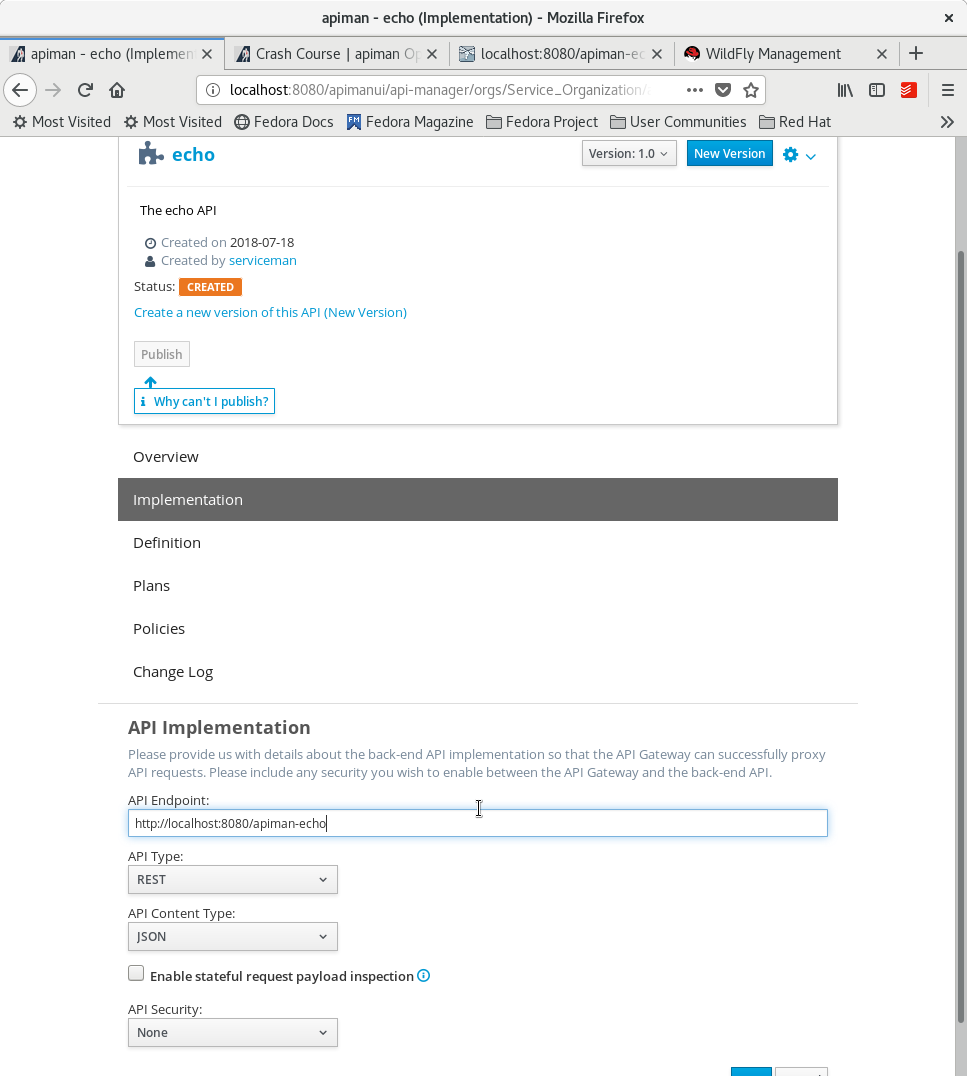 apiman - echo (Implementation) - Mozilla Firefox
apiman - echo (Implemen
Crash Course | apiman Op
localhost:8080/apiman-ec
WildFly Management
localhost:8080/apimanui/api-manager/orgs/Service_Organization/
Most Visited
Most Visited
Fedora Docs
Fedora Magazine
Fedora Project
User Communities
Red Hat
echo
Version: 1.0
New Version
The echo API
Created on 2018-07-18
Created by serviceman
Status: CREATED
Create a new version of this API (New Version)
Publish
Why can't I publish?
Overview
Implementation
Definition
Plans
Policies
Change Log
API Implementation
Please provide us with details about the back-end API implementation so that the API Gateway can successfully proxy
API requests. Please include any security you wish to enable between the API Gateway and the back-end API.
API Endpoint:
http://localhost:8080/apiman-echo
API Type:
REST
API Content Type:
JSON
Enable stateful request payload inspection
API Security:
None